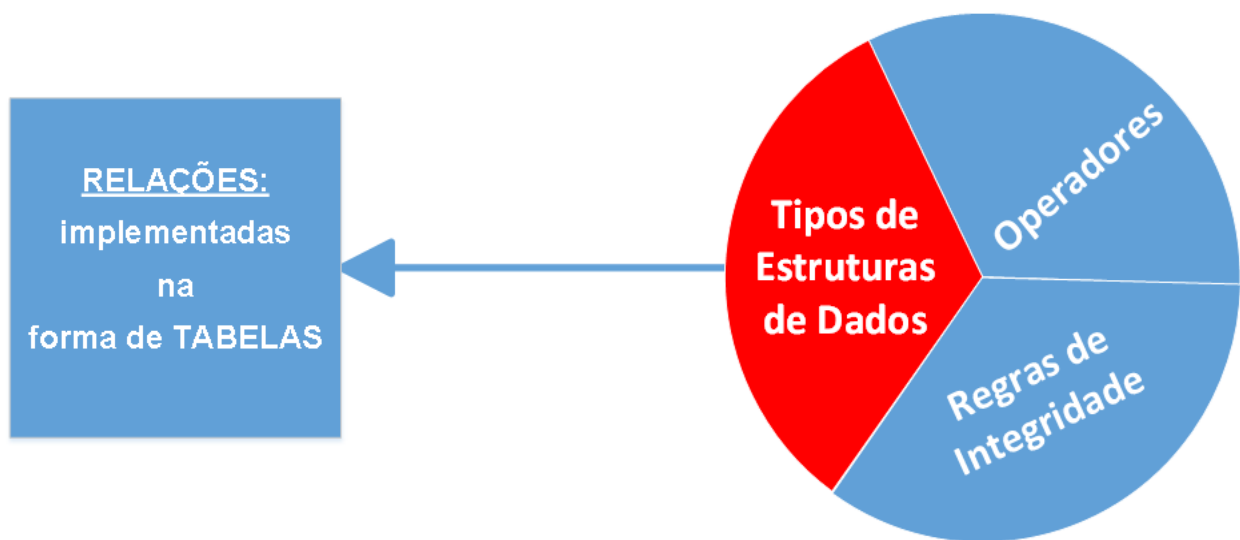 RELAÇÕES:
implementadas
na
forma de TABELAS
Tipos de
Estruturas
de Dados
Operadores
Regras de
Integridade